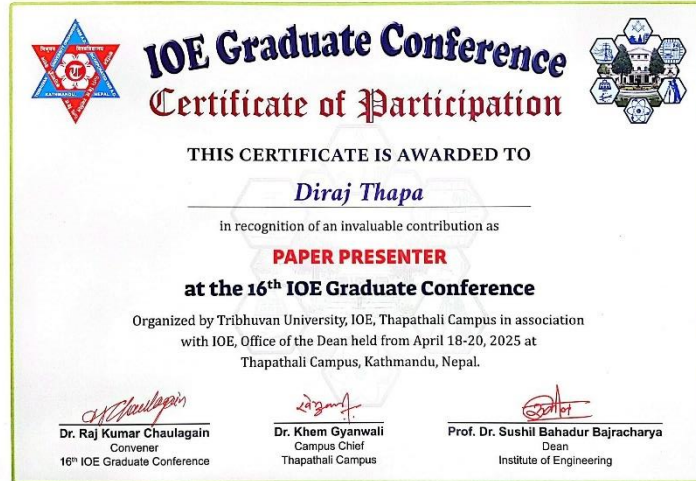 IOE Graduate Conference
Certificate of Participation
THIS CERTIFICATE IS AWARDED TO
Diraj Thapa
in recognition of an invaluable contribution as
PAPER PRESENTER
at the 16th IOE Graduate Conference
Organized by Tribhuvan University, IOE, Thapathali Campus in association
with IOE, Office of the Dean held from April 18-20, 2025 at
Thapathali Campus, Kathmandu, Nepal.
Dr. Raj Kumar Chaulagain
Convener
16th IOE Graduate Conference
Dr. Khem Gyanwali
Campus Chief
Thapathali Campus
Prof. Dr. Sushil Bahadur Bajracharya
Dean
Institute of Engineering